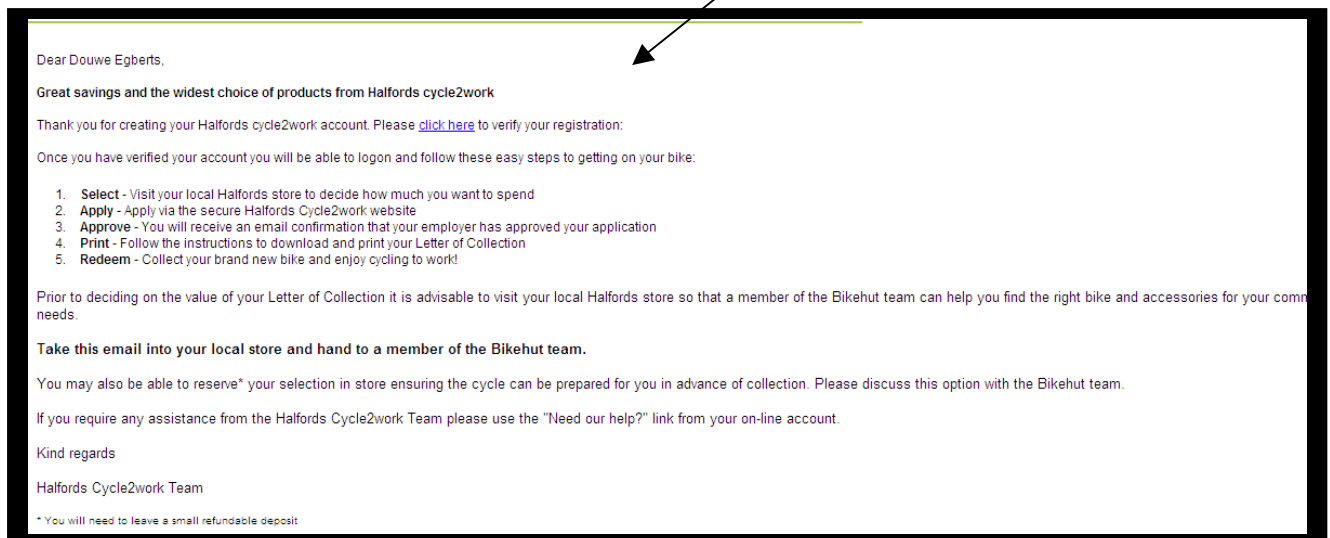 Dear Douwe Egberts,
Great savings and the widest choice of products from Halfords cycle2work
Thank you for creating your Halfords cycle2work account. Please click here to verify your registration:
Once you have verified your account you will be able to logon and follow these easy steps to getting on your bike:
1. Select - Visit your local Halfords store to decide how much you want to spend
2. Apply - Apply via the secure Halfords Cycle2work website
3. Approve - You will receive an email confirmation that your employer has approved your application
4. Print - Follow the instructions to download and print your Letter of Collection
5. Redeem - Collect your brand new bike and enjoy cycling to work!
Prior to deciding on the value of your Letter of Collection it is advisable to visit your local Halfords store so that a member of the Bikehut team can help you find the right bike and accessories for your
needs.
Take this email into your local store and hand to a member of the Bikehut team.
You may also be able to reserve* your selection in store ensuring the cycle can be prepared for you in advance of collection. Please discuss this option with the Bikehut team.
If you require any assistance from the Halfords Cycle2work Team please use the "Need our help?" link from your on-line account.
Kind regards
Halfords Cycle2work Team
* You will need to leave a small refundable deposit